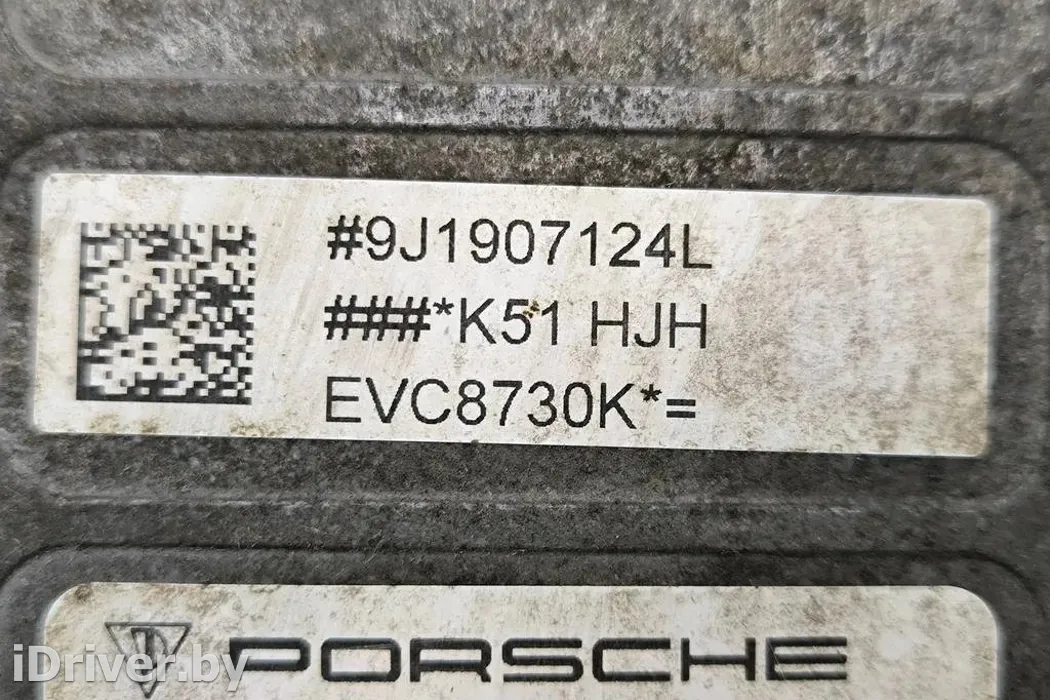 #9J1907124L
###*K51 HJH
EVC8730K*=
PORSCHE
iDriver.by